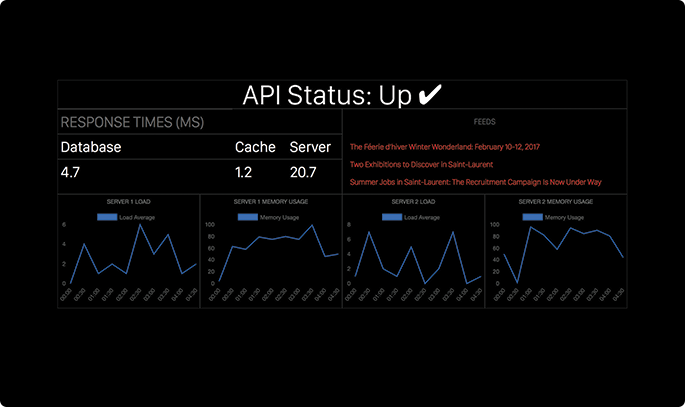 API Status: Up ✔
RESPONSE TIMES (MS)
Database Cache Server
4.7 1.2 20.7
FEEDS
The Féerie d'hiver Winter Wonderland: February 10-12, 2017
Two Exhibitions to Discover in Saint-Laurent
Summer Jobs in Saint-Laurent: The Recruitment Campaign Is Now Under Way
SERVER 1 LOAD
Load Average
6
4
2
0
00:00 00:30 01:00 01:30 02:00 02:30 03:00 03:30 04:00 04:30
SERVER 1 MEMORY USAGE
Memory Usage
100
80
60
40
20
0
00:00 00:30 01:00 01:30 02:00 02:30 03:00 03:30 04:00 04:30
SERVER 2 LOAD
Load Average
8
6
4
2
0
00:00 00:30 01:00 01:30 02:00 02:30 03:00 03:30 04:00 04:30
SERVER 2 MEMORY USAGE
Memory Usage
100
80
60
40
20
0
00:00 00:30 01:00 01:30 02:00 02:30 03:00 03:30 04:00 04:30